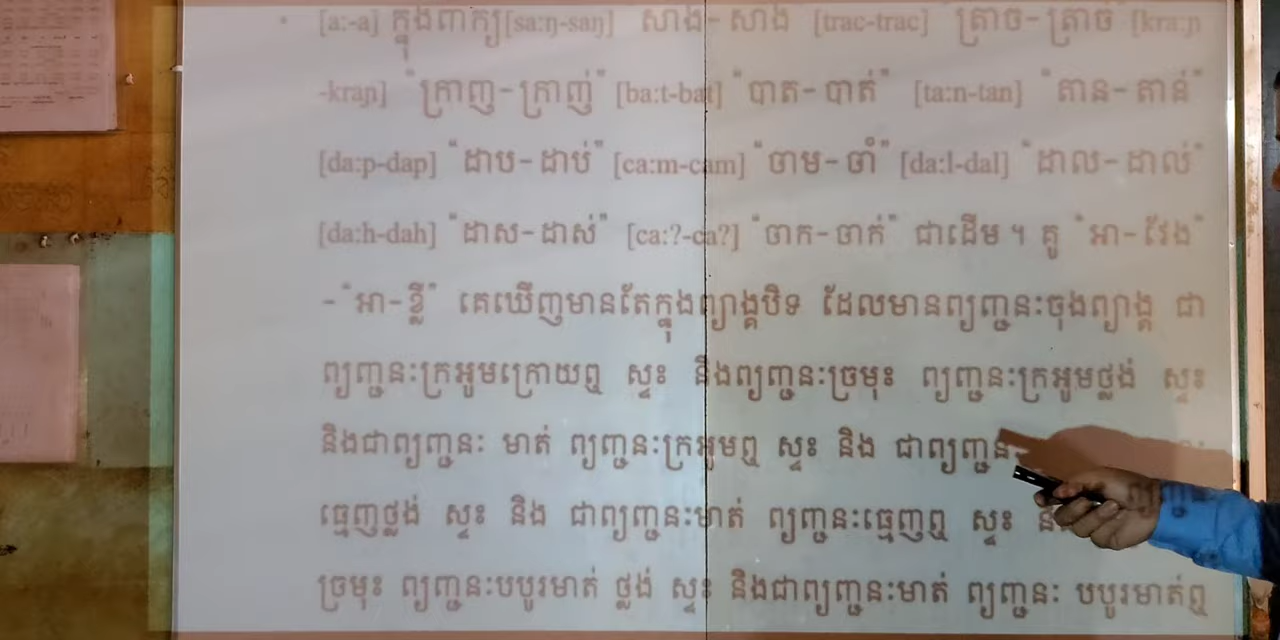 [a:-a] ក្នុងពាក្យ[sa:ŋ-saŋ] សាង-សាង់ [trac-trac] "ត្រាច-ត្រាច់" [kra:ɲ
-kraɲ] "ក្រាញ-ក្រាញ់" [ba:t-bat] "បាត-បាត់" [ta:n-tan] "តាន-តាន់"
[da:p-dap] "ដាប-ដាប់" [ca:m-cam] "ចាម-ចាំ" [da:l-dal] "ដាល-ដាល់"
[da:h-dah] "ដាស-ដាស់" [ca:?-ca?] "ចាក-ចាក់" ជាដើម ។ គូ "អា-វែង"
-"អា-ខ្លី" គេឃើញមានតែក្នុងព្យាង្គបិទ ដែលមានព្យញ្ជនៈចុងព្យាង្គ ជា
ព្យញ្ជនៈក្រអូមក្រោយឮ ស្ទះ និងព្យញ្ជនៈច្រមុះ ព្យញ្ជនៈក្រអូមថ្លង់ ស្ទះ
និងជាព្យញ្ជនៈ មាត់ ព្យញ្ជនៈក្រអូមឮ ស្ទះ និង ជាព្យញ្ជនៈ
ធ្មេញថ្លង់ ស្ទះ និង ជាព្យញ្ជនៈមាត់ ព្យញ្ជនៈធ្មេញឮ ស្ទះ
ច្រមុះ ព្យញ្ជនៈបបូរមាត់ ថ្លង់ ស្ទះ និងជាព្យញ្ជនៈមាត់ ព្យញ្ជនៈ បបូរមាត់ឮ